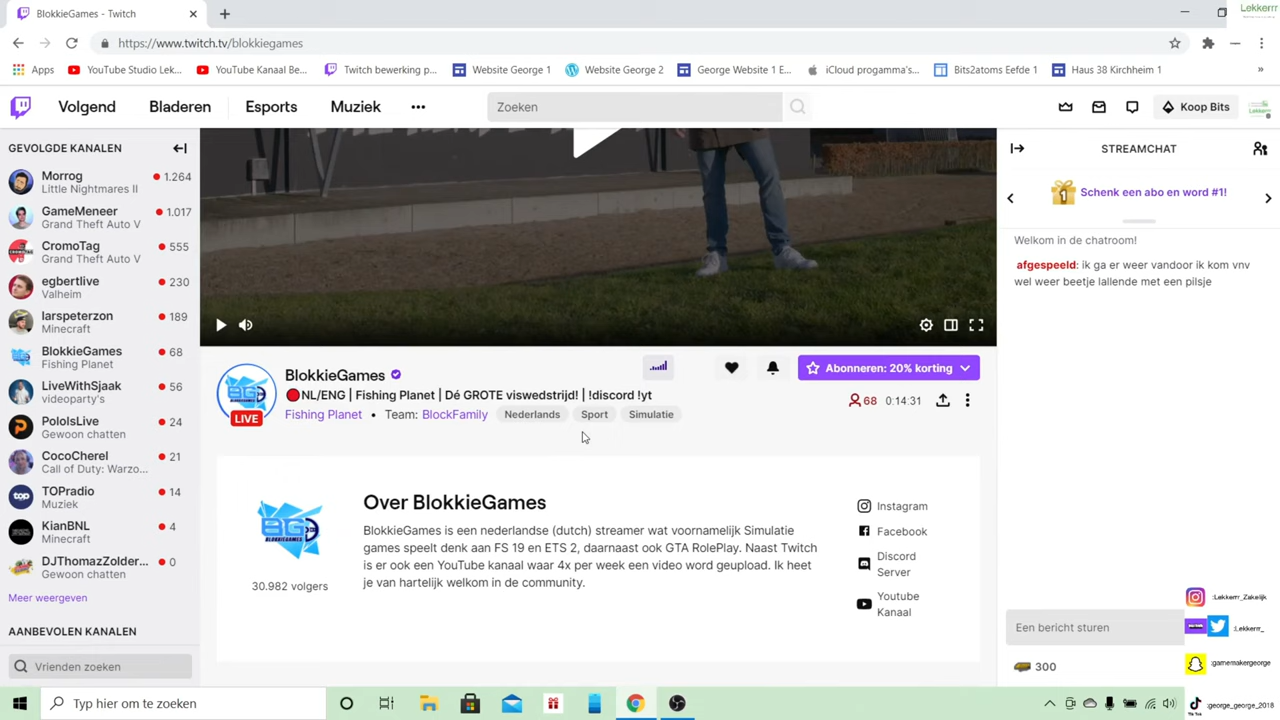 BlokkieGames - Twitch
Lekkerrr
https://www.twitch.tv/blokkiegames
Apps
YouTube Studio Lek...
YouTube Kanaal Be...
Twitch bewerking p...
Website George 1
Website George 2
George Website 1 E...
iCloud progamma's...
Bits2atoms Eefde 1
Haus 38 Kirchheim 1
»
Volgend
Bladeren
Esports
Muziek
Zoeken
Koop Bits
GEVOLGDE KANALEN
Morrog
1.264
Little Nightmares II
GameMeneer
1.017
Grand Theft Auto V
CromoTag
555
Grand Theft Auto V
egbertlive
230
Valheim
larspeterzon
189
Minecraft
BlokkieGames
68
Fishing Planet
LiveWithSjaak
56
videoparty's
PoloIsLive
24
Gewoon chatten
CocoCherel
21
Call of Duty: Warzo...
TOPradio
14
Muziek
KianBNL
4
Minecraft
DJThomazZolder...
0
Gewoon chatten
Meer weergeven
AANBEVOLEN KANALEN
Vrienden zoeken
BlokkieGames
NL/ENG | Fishing Planet | Dé GROTE viswedstrijd! | !discord !yt
Fishing Planet • Team: BlockFamily Nederlands Sport Simulatie
LIVE
Abonneren: 20% korting
68
0:14:31
Over BlokkieGames
BlokkieGames is een nederlandse (dutch) streamer wat voornamelijk Simulatie
games speelt denk aan FS 19 en ETS 2, daarnaast ook GTA RolePlay. Naast Twitch
is er ook een YouTube kanaal waar 4x per week een video word geupload. Ik heet
je van hartelijk welkom in de community.
BG
BLOKKIEGAMES
30.982 volgers
Instagram
Facebook
Discord
Server
Youtube
Kanaal
STREAMCHAT
1
Schenk een abo en word #1!
Welkom in de chatroom!
afgespeeld: ik ga er weer vandoor ik kom vnv
wel weer beetje lallende met een pilsje
Een bericht sturen
300
:Lekkerrr_Zakelijk
:Lekkerrr_
:gamemakergeorge
:george_george_2018
Typ hier om te zoeken